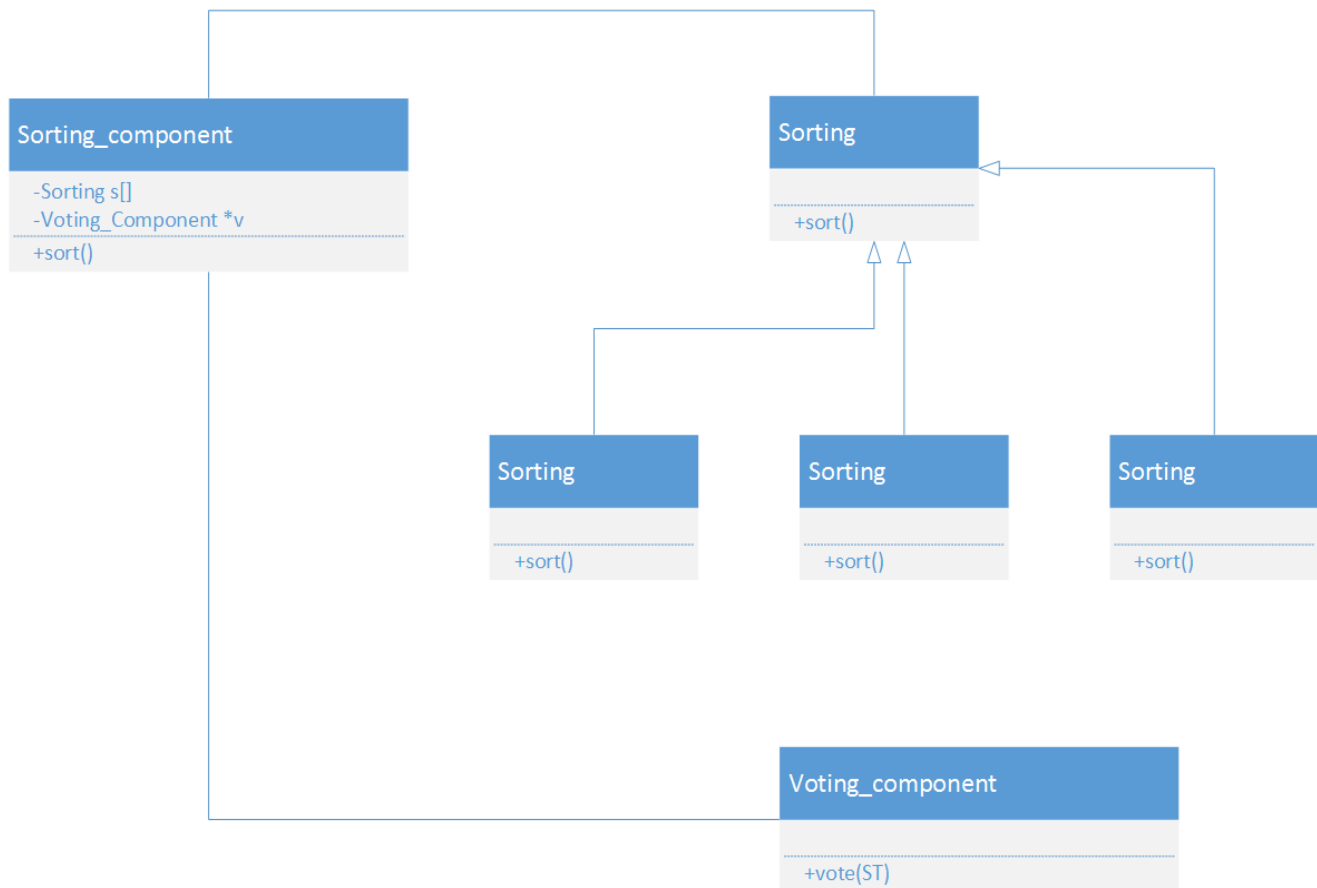 Sorting_component
-Sorting s[]
-Voting_Component *v
+sort()
Sorting
+sort()
Sorting
+sort()
Sorting
+sort()
Sorting
+sort()
Voting_component
+vote(ST)